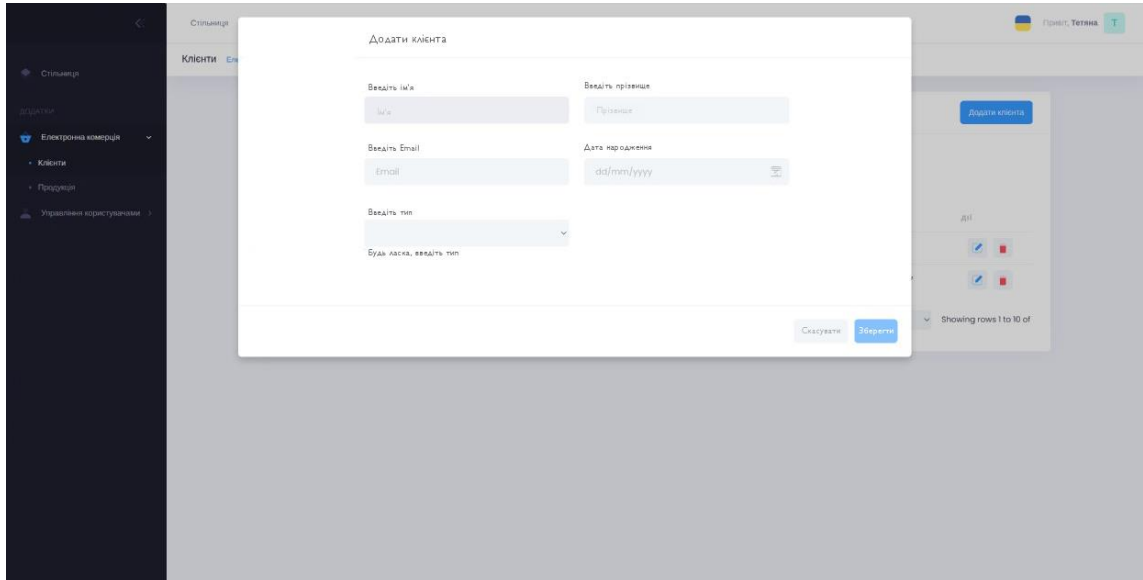 Стільниця
Привіт, Тетяна Т
Клієнти
Стільниця
ДОДАТКИ
Електронна комерція
Клієнти
Продукція
Управління користувачами
Додати клієнта
Введіть ім'я
Ім'я
Введіть прізвище
Прізвище
Введіть Email
Email
Дата народження
dd/mm/yyyy
Введіть тип
Будь ласка, введіть тип
Скасувати Зберегти
Додати клієнта
дії
Showing rows 1 to 10 of